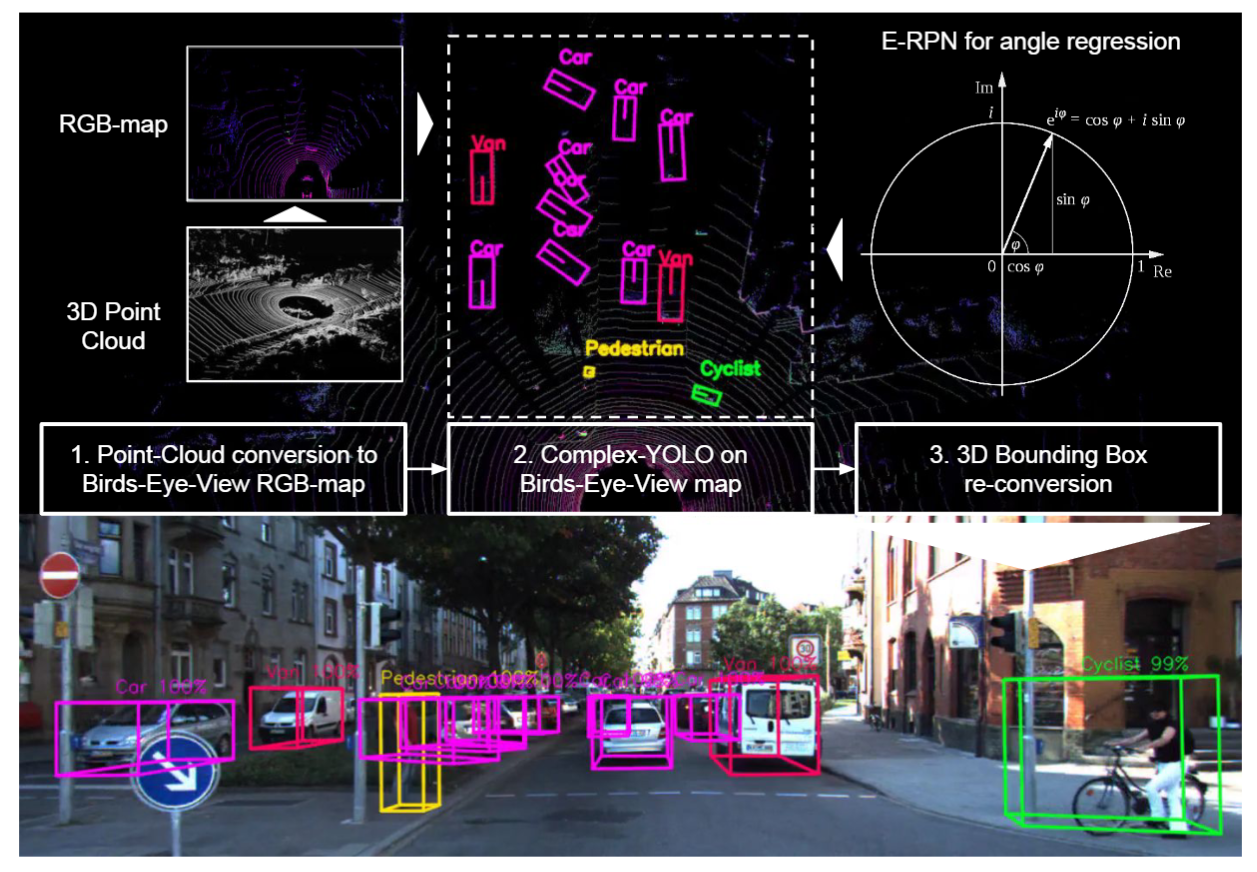 E-RPN for angle regression
RGB-map
3D Point
Cloud
Car
Car
Car
Van
Car
Car
Car
Car
Car
Van
Pedestrian
Cyclist
Im
i
e^{iφ} = cos φ + i sin φ
sin φ
φ
0
cos φ
1
Re
1. Point-Cloud conversion to
Birds-Eye-View RGB-map
2. Complex-YOLO on
Birds-Eye-View map
3. 3D Bounding Box
re-conversion
30
Car 100%
Van 100%
Pedestrian 100%
Van 100%
Cyclist 99%